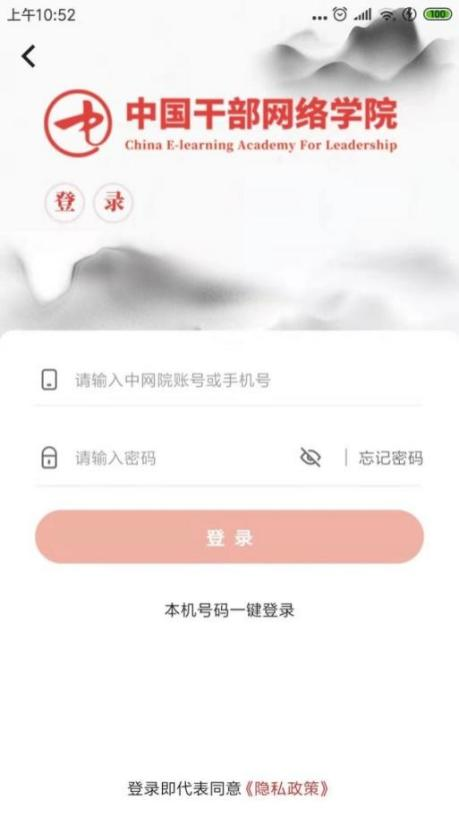 上午10:52
100
中国干部网络学院
China E-learning Academy For Leadership
登 录
请输入中网院账号或手机号
请输入密码 忘记密码
登 录
本机号码一键登录
登录即代表同意《隐私政策》